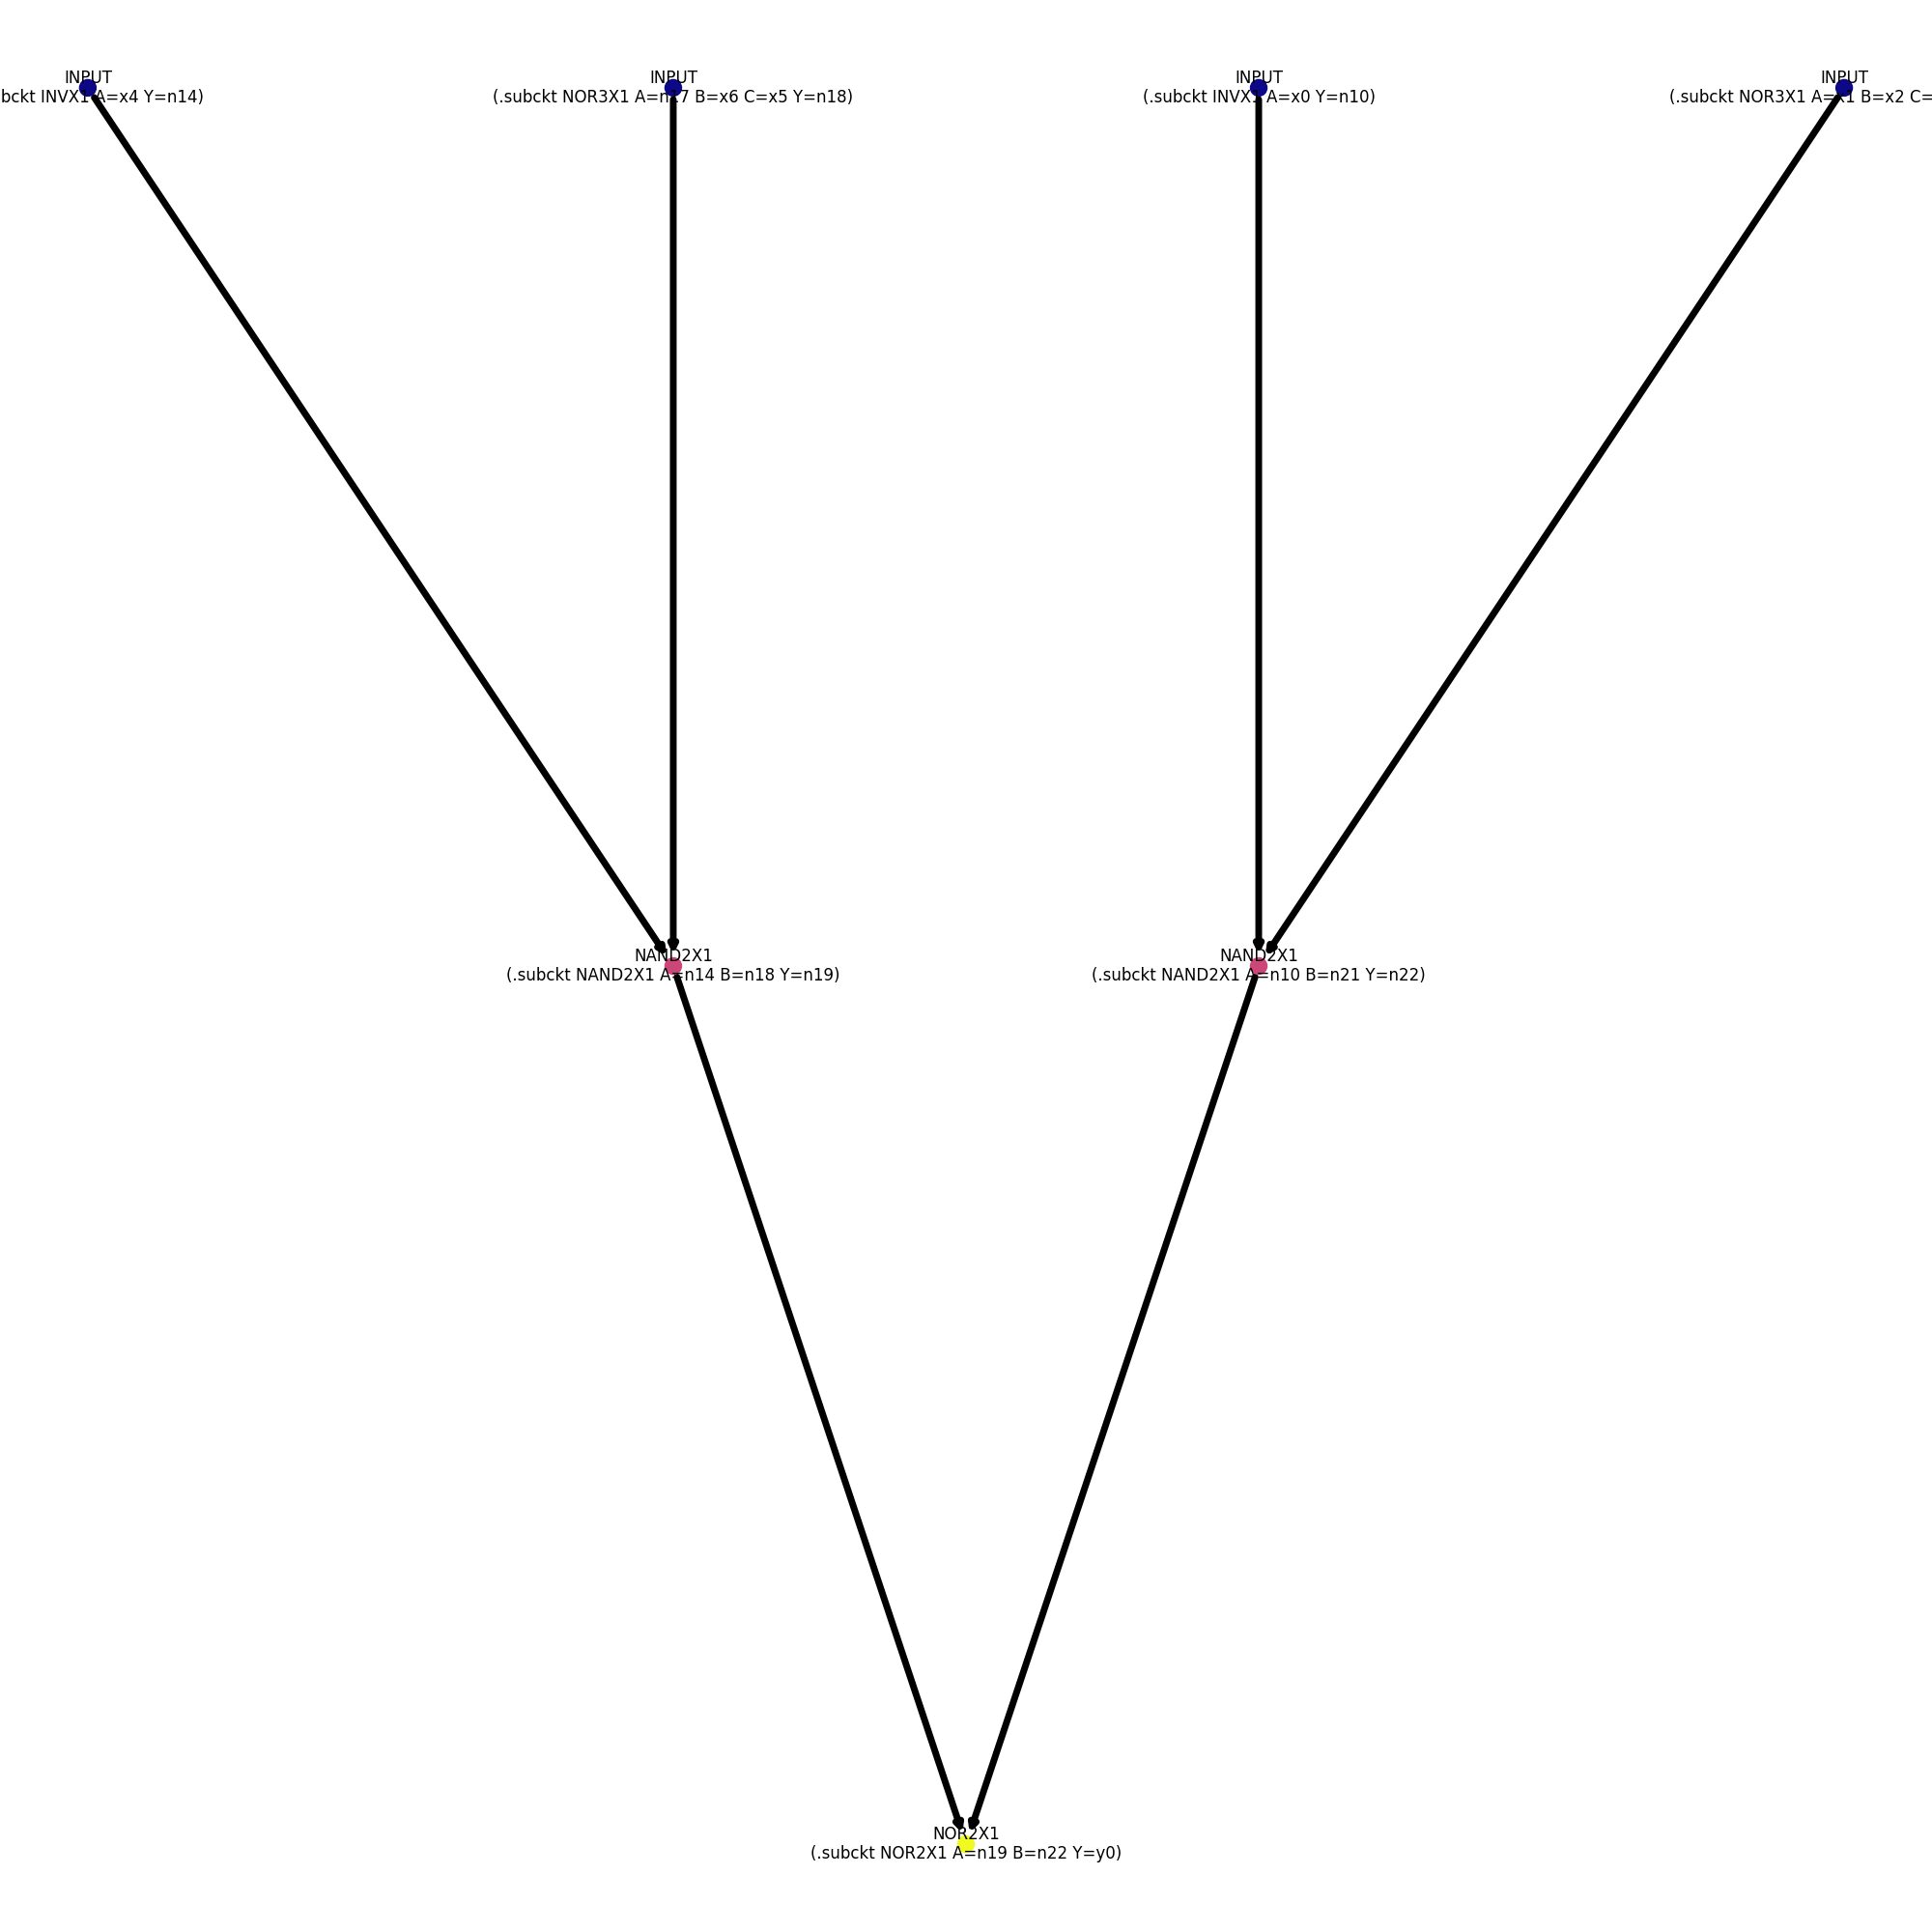 INPUT
bckt INVX1 A=x4 Y=n14)
INPUT
(.subckt NOR3X1 A=n17 B=x6 C=x5 Y=n18)
INPUT
(.subckt INVX1 A=x0 Y=n10)
INPUT
(.subckt NOR3X1 A=x1 B=x2 C=
NAND2X1
(.subckt NAND2X1 A=n14 B=n18 Y=n19)
NAND2X1
(.subckt NAND2X1 A=n10 B=n21 Y=n22)
NOR2X1
(.subckt NOR2X1 A=n19 B=n22 Y=y0)